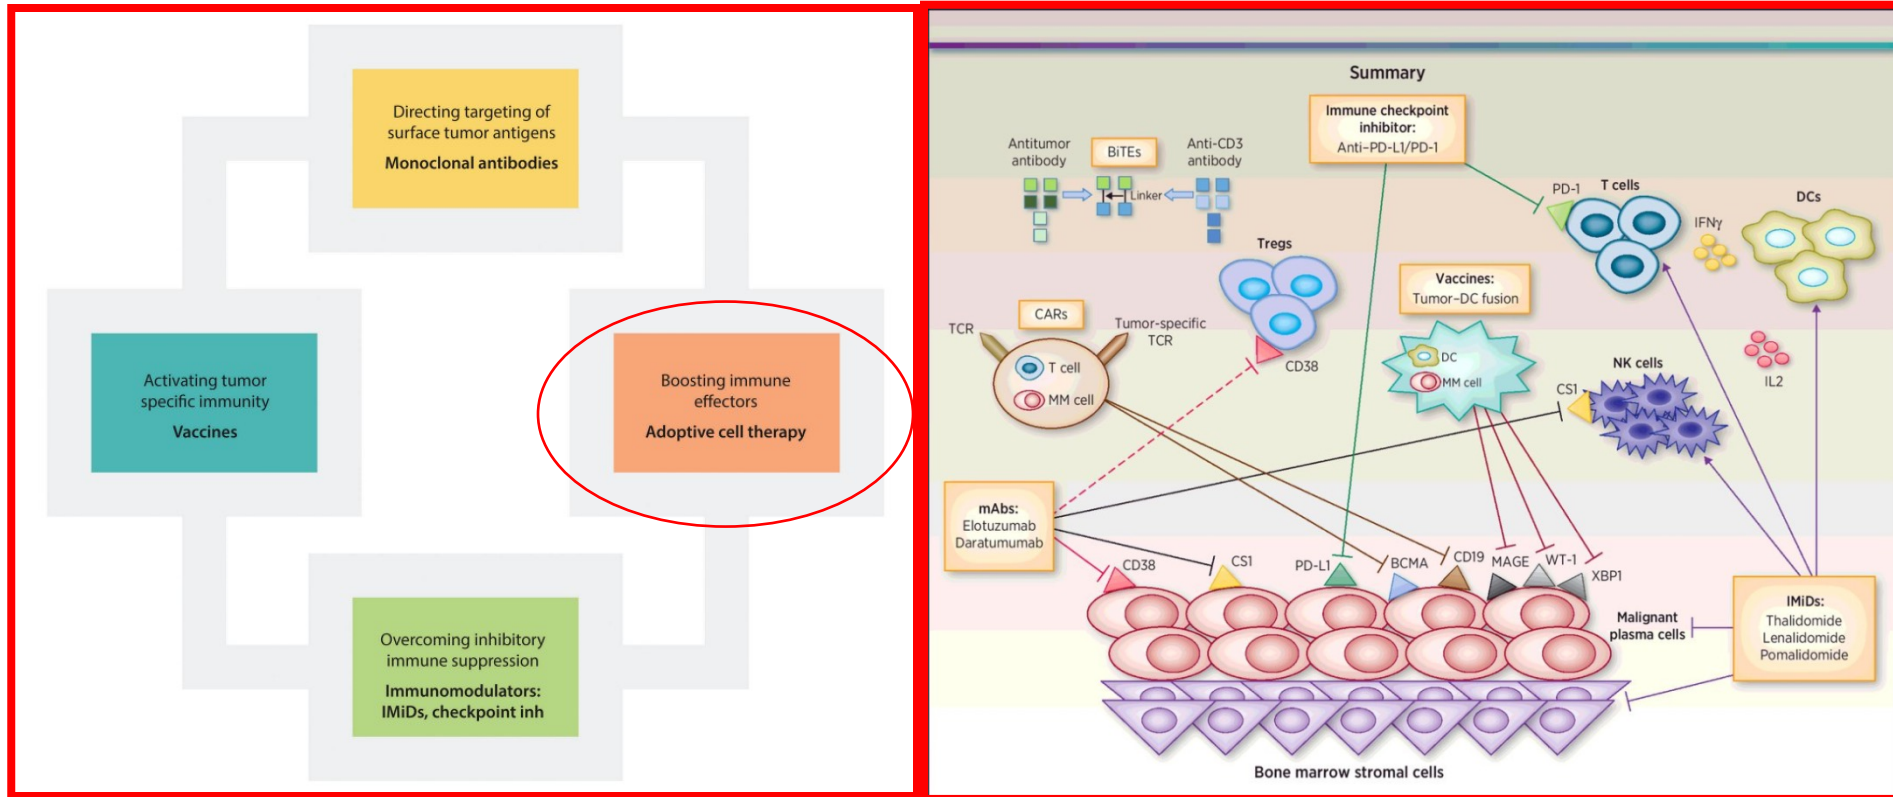 Directing targeting of
surface tumor antigens
Monoclonal antibodies
Activating tumor
specific immunity
Vaccines
Boosting immune
effectors
Adoptive cell therapy
Overcoming inhibitory
immune suppression
Immunomodulators:
IMiDs, checkpoint inh
Summary
Immune checkpoint
inhibitor:
Anti–PD-L1/PD-1
Antitumor
antibody
BiTEs
Anti-CD3
antibody
Linker
PD-1
T cells
IFNγ
DCs
Tregs
CD38
Vaccines:
Tumor–DC fusion
DC
MM cell
CARs
TCR
Tumor-specific
TCR
T cell
MM cell
NK cells
CS1
IL2
mAbs:
Elotuzumab
Daratumumab
CD38
CS1
PD-L1
BCMA
CD19
MAGE
WT-1
XBP1
Malignant
plasma cells
IMiDs:
Thalidomide
Lenalidomide
Pomalidomide
Bone marrow stromal cells